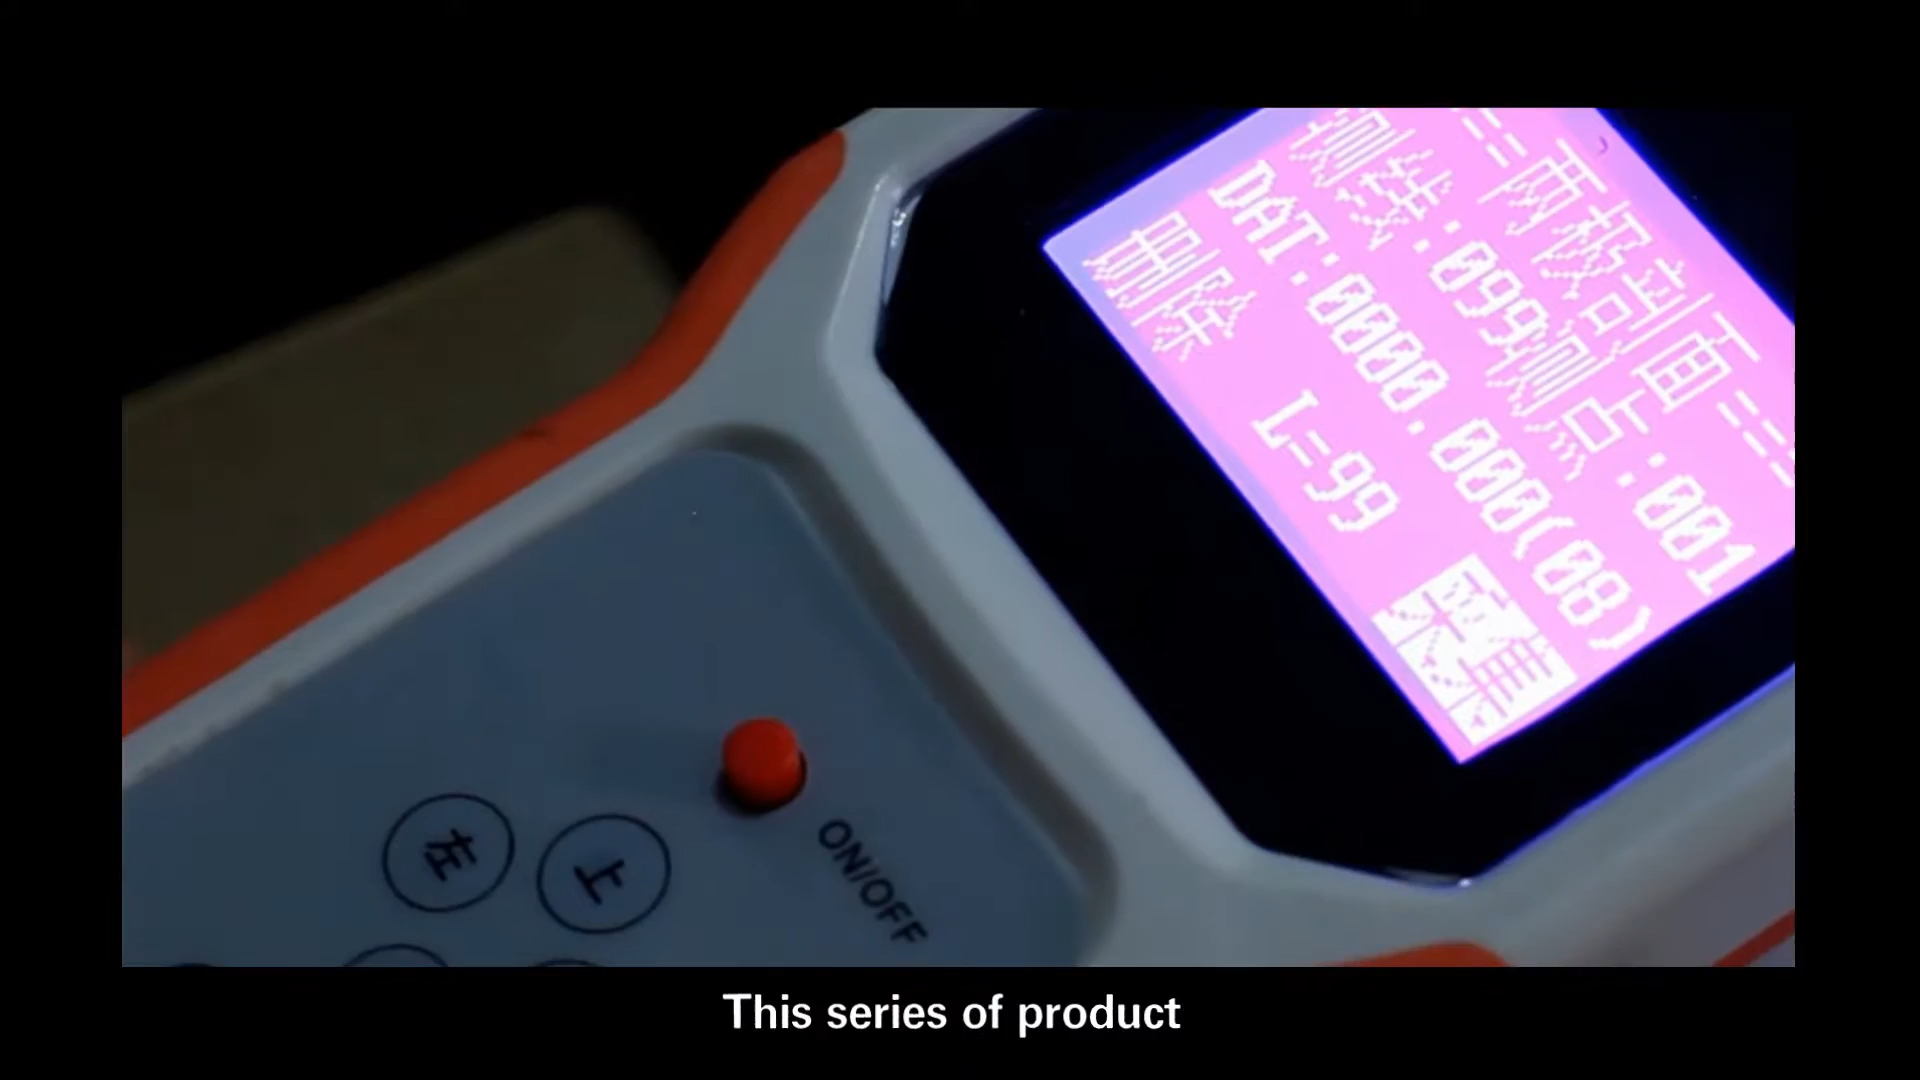 ===两极剖面===
测线:099测点:001
DAT:0000.000(08)
删除 L=99 采集
ON/OFF
上
左
This series of product